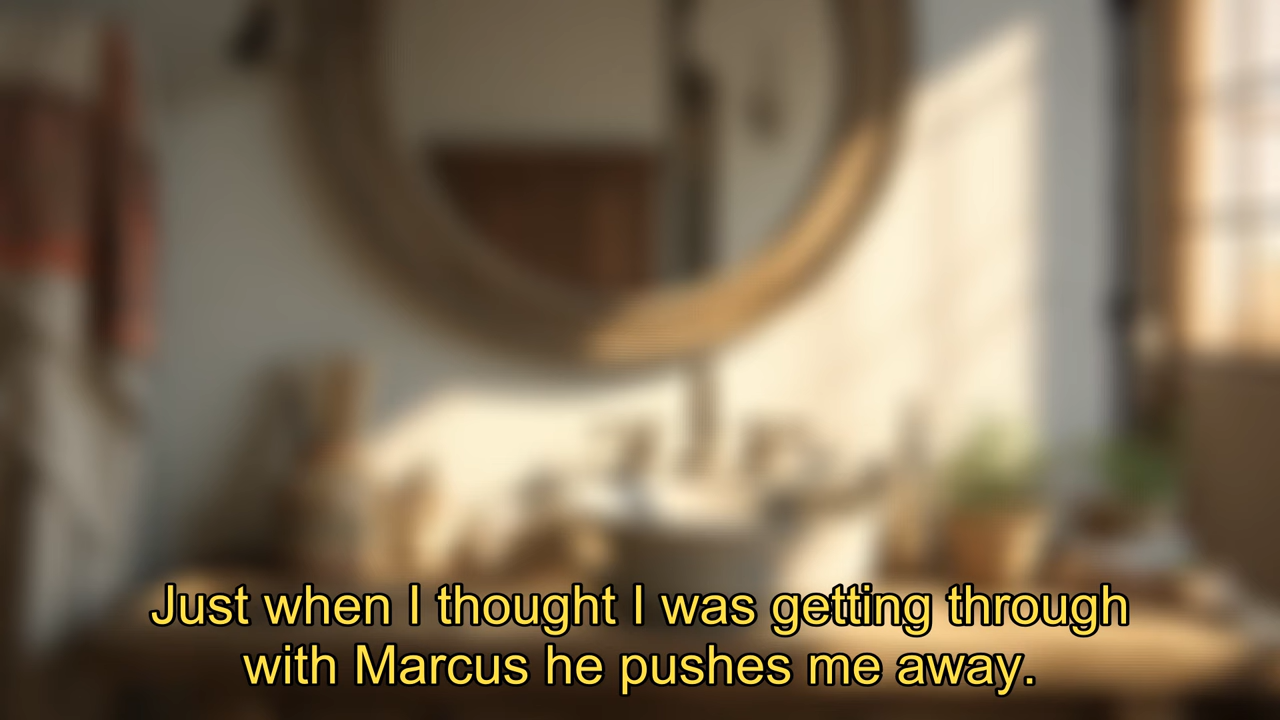 Just when I thought I was getting through
with Marcus he pushes me away.